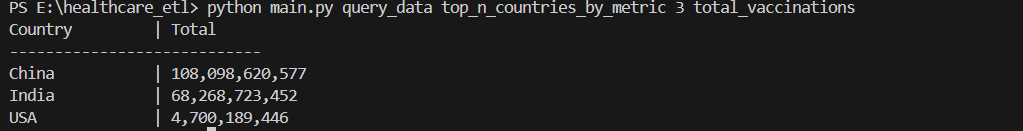 PS E:\healthcare_etl> python main.py query_data top_n_countries_by_metric 3 total_vaccinations
Country         | Total
----------------------------
China           | 108,098,620,577
India           | 68,268,723,452
USA             | 4,700,189,446